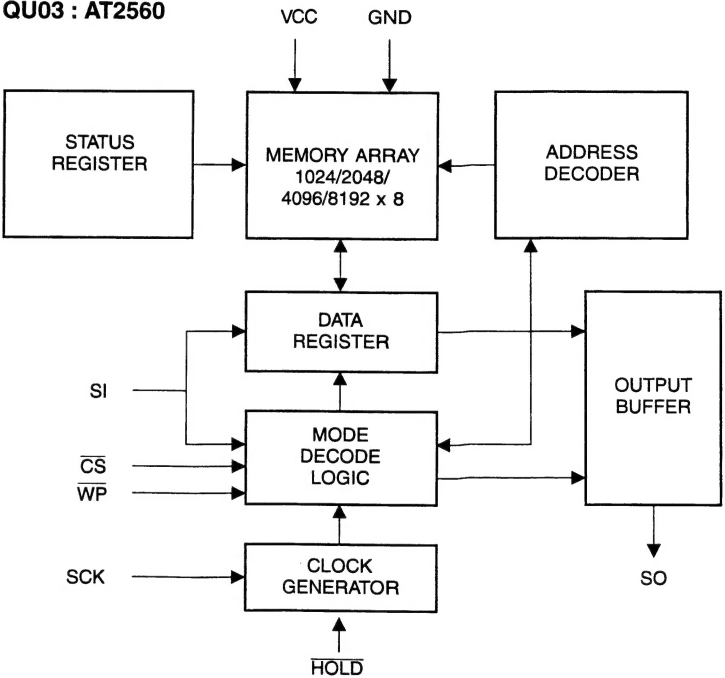 QU03 : AT2560
VCC GND
STATUS
REGISTER
MEMORY ARRAY
1024/2048/
4096/8192 x 8
ADDRESS
DECODER
DATA
REGISTER
SI
OUTPUT
BUFFER
MODE
DECODE
LOGIC
CS
WP
SCK
CLOCK
GENERATOR
SO
HOLD